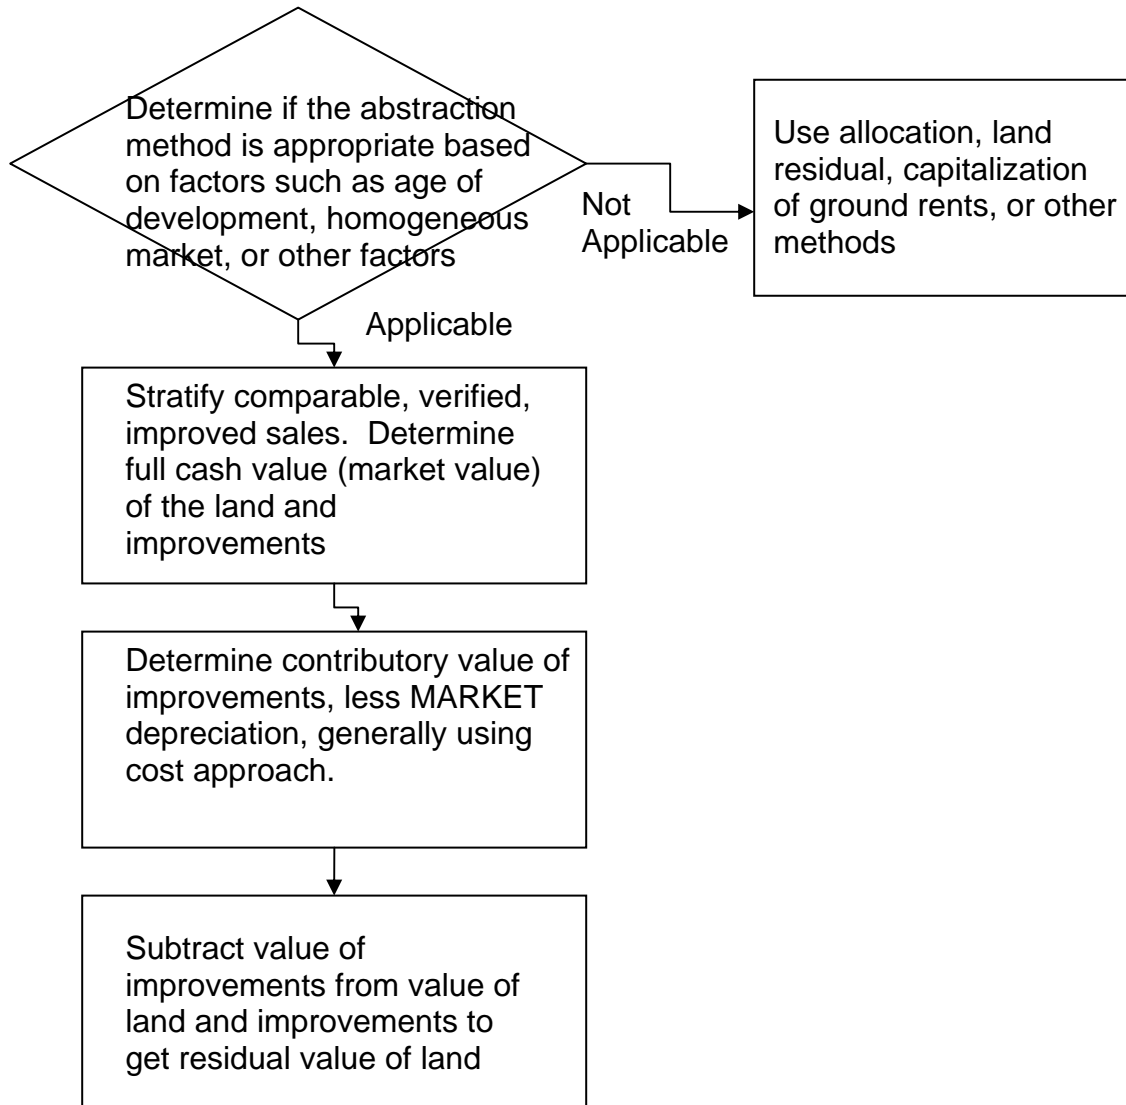 Determine if the abstraction
method is appropriate based
on factors such as age of
development, homogeneous
market, or other factors
Use allocation, land
residual, capitalization
of ground rents, or other
methods
Not
Applicable
Applicable
Stratify comparable, verified,
improved sales.  Determine
full cash value (market value)
of the land and
improvements
Determine contributory value of
improvements, less MARKET
depreciation, generally using
cost approach.
Subtract value of
improvements from value of
land and improvements to
get residual value of land